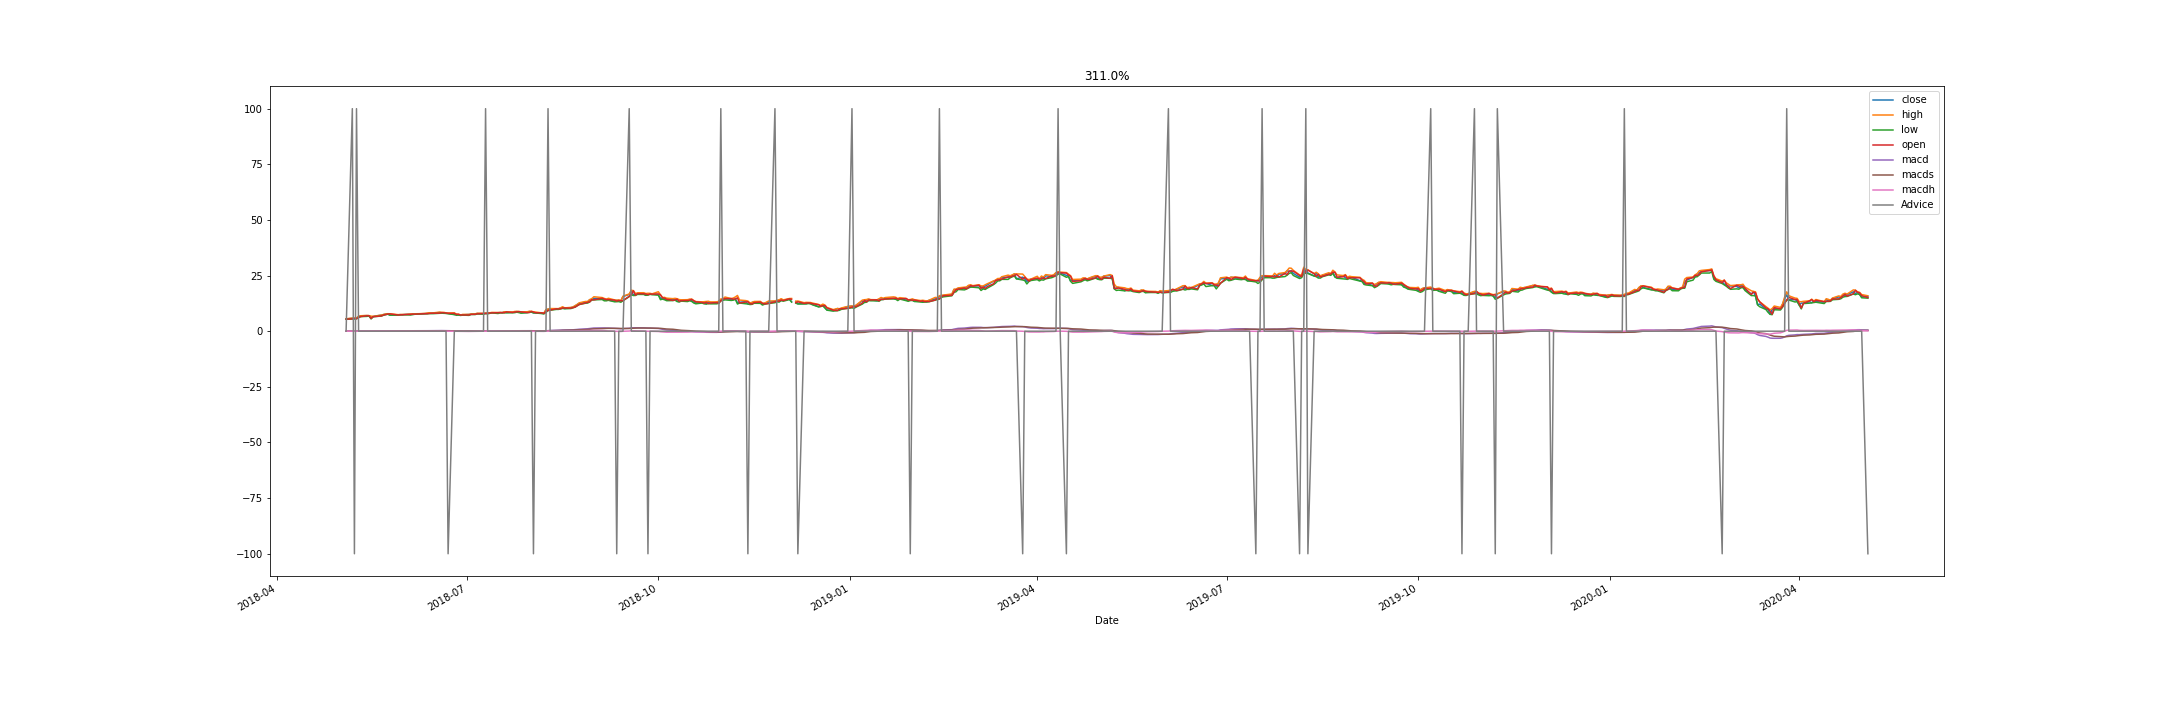 311.0%
100
75
50
25
0
−25
−50
−75
−100
close
high
low
open
macd
macds
macdh
Advice
2018-04
2018-07
2018-10
2019-01
2019-04
2019-07
2019-10
2020-01
2020-04
Date